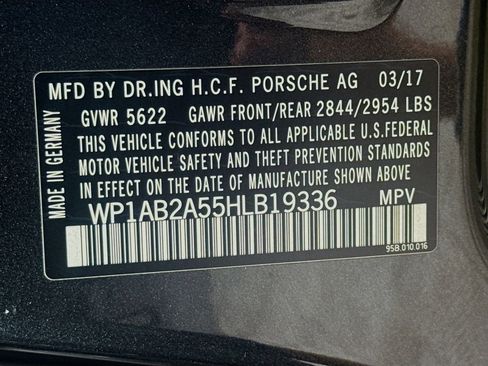 MFD BY DR.ING H.C.F. PORSCHE AG 03/17
GVWR 5622 GAWR FRONT/REAR 2844/2954 LBS
THIS VEHICLE CONFORMS TO ALL APPLICABLE U.S.FEDERAL
MOTOR VEHICLE SAFETY AND THEFT PREVENTION STANDARDS
IN EFFECT ON THE DATE OF MANUFACTURE SHOWN ABOVE
WP1AB2A55HLB19336 MPV
95B.010.016
MADE IN GERMANY